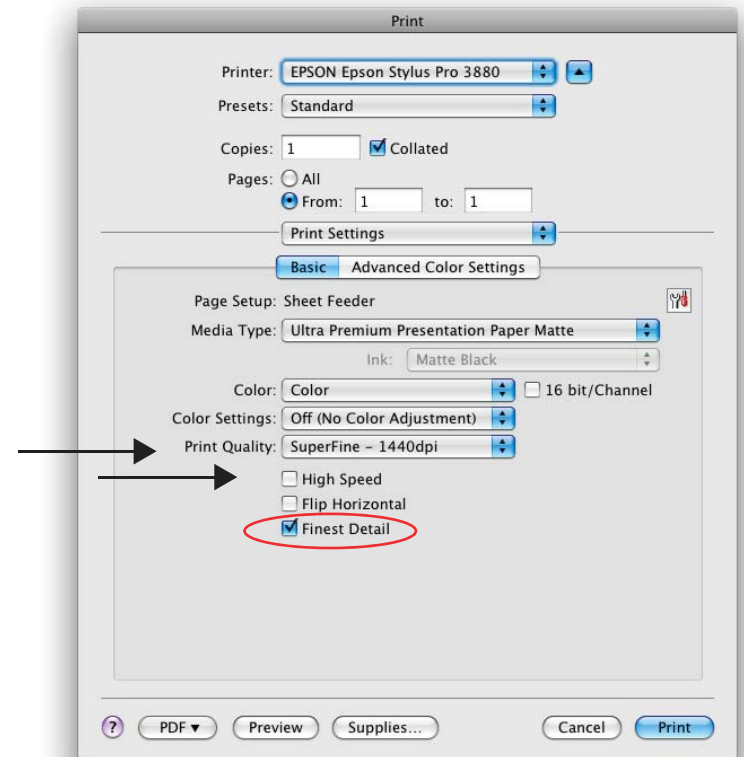 Print
Printer: EPSON Epson Stylus Pro 3880
Presets: Standard
Copies: 1 Collated
Pages: All
From: 1 to: 1
Print Settings
Basic Advanced Color Settings
Page Setup: Sheet Feeder
Media Type: Ultra Premium Presentation Paper Matte
Ink: Matte Black
Color: Color 16 bit/Channel
Color Settings: Off (No Color Adjustment)
Print Quality: SuperFine – 1440dpi
High Speed
Flip Horizontal
Finest Detail
? PDF ▼ Preview Supplies... Cancel Print